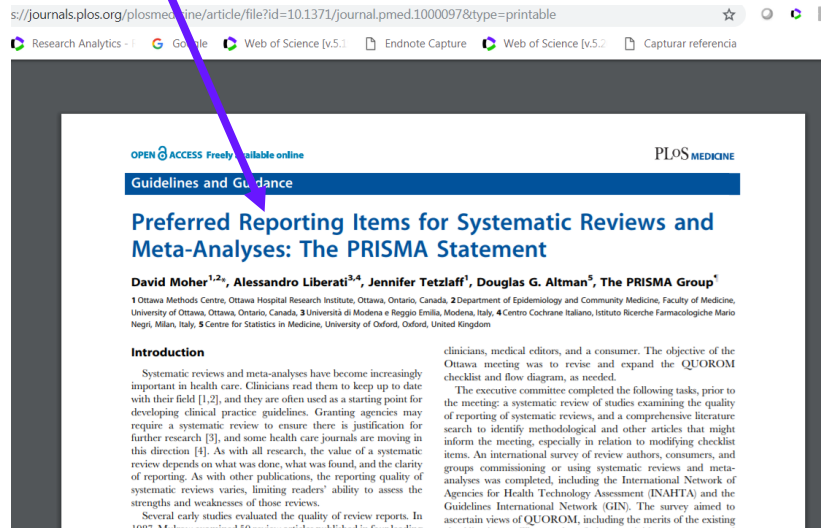 s://journals.plos.org/plosmedicine/article/file?id=10.1371/journal.pmed.1000097&type=printable
Research Analytics - Google Web of Science [v.5. Endnote Capture Web of Science [v.5.2 Capturar referencia
OPEN ACCESS Freely available online
PLoS MEDICINE
Guidelines and Guidance
Preferred Reporting Items for Systematic Reviews and
Meta-Analyses: The PRISMA Statement
David Moher1,2*, Alessandro Liberati3,4, Jennifer Tetzlaff1, Douglas G. Altman5, The PRISMA Group¶
1 Ottawa Methods Centre, Ottawa Hospital Research Institute, Ottawa, Ontario, Canada, 2 Department of Epidemiology and Community Medicine, Faculty of Medicine,
University of Ottawa, Ottawa, Ontario, Canada, 3 Università di Modena e Reggio Emilia, Modena, Italy, 4 Centro Cochrane Italiano, Istituto Ricerche Farmacologiche Mario
Negri, Milan, Italy, 5 Centre for Statistics in Medicine, University of Oxford, Oxford, United Kingdom
Introduction
Systematic reviews and meta-analyses have become increasingly
important in health care. Clinicians read them to keep up to date
with their field [1,2], and they are often used as a starting point for
developing clinical practice guidelines. Granting agencies may
require a systematic review to ensure there is justification for
further research [3], and some health care journals are moving in
this direction [4]. As with all research, the value of a systematic
review depends on what was done, what was found, and the clarity
of reporting. As with other publications, the reporting quality of
systematic reviews varies, limiting readers' ability to assess the
strengths and weaknesses of those reviews.
Several early studies evaluated the quality of review reports. In
1987, Mulrow examined 50 review articles published in four leading
clinicians, medical editors, and a consumer. The objective of the
Ottawa meeting was to revise and expand the QUOROM
checklist and flow diagram, as needed.
The executive committee completed the following tasks, prior to
the meeting: a systematic review of studies examining the quality
of reporting of systematic reviews, and a comprehensive literature
search to identify methodological and other articles that might
inform the meeting, especially in relation to modifying checklist
items. An international survey of review authors, consumers, and
groups commissioning or using systematic reviews and meta-
analyses was completed, including the International Network of
Agencies for Health Technology Assessment (INAHTA) and the
Guidelines International Network (GIN). The survey aimed to
ascertain views of QUOROM, including the merits of the existing